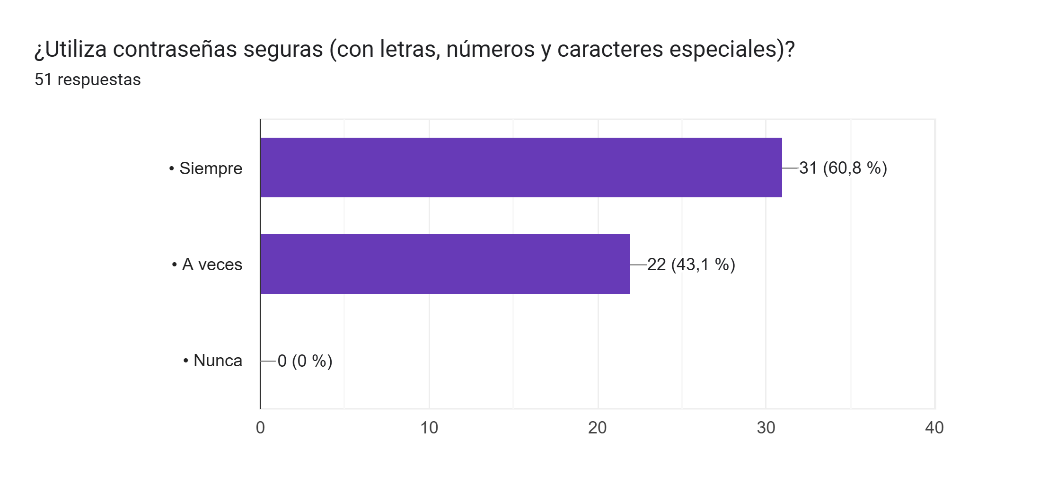 ¿Utiliza contraseñas seguras (con letras, números y caracteres especiales)?
51 respuestas
• Siempre 31 (60,8 %)
• A veces 22 (43,1 %)
• Nunca 0 (0 %)
0 10 20 30 40